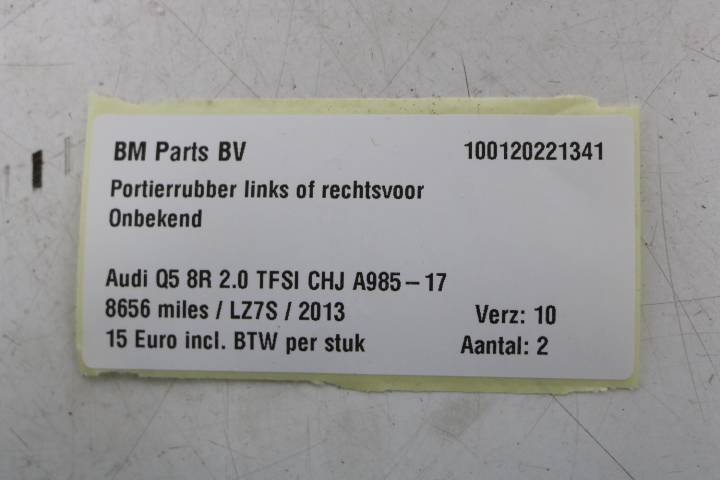 BM Parts BV 100120221341
Portierrubber links of rechtsvoor
Onbekend
Audi Q5 8R 2.0 TFSI CHJ A985-17
8656 miles / LZ7S / 2013 Verz: 10
15 Euro incl. BTW per stuk Aantal: 2